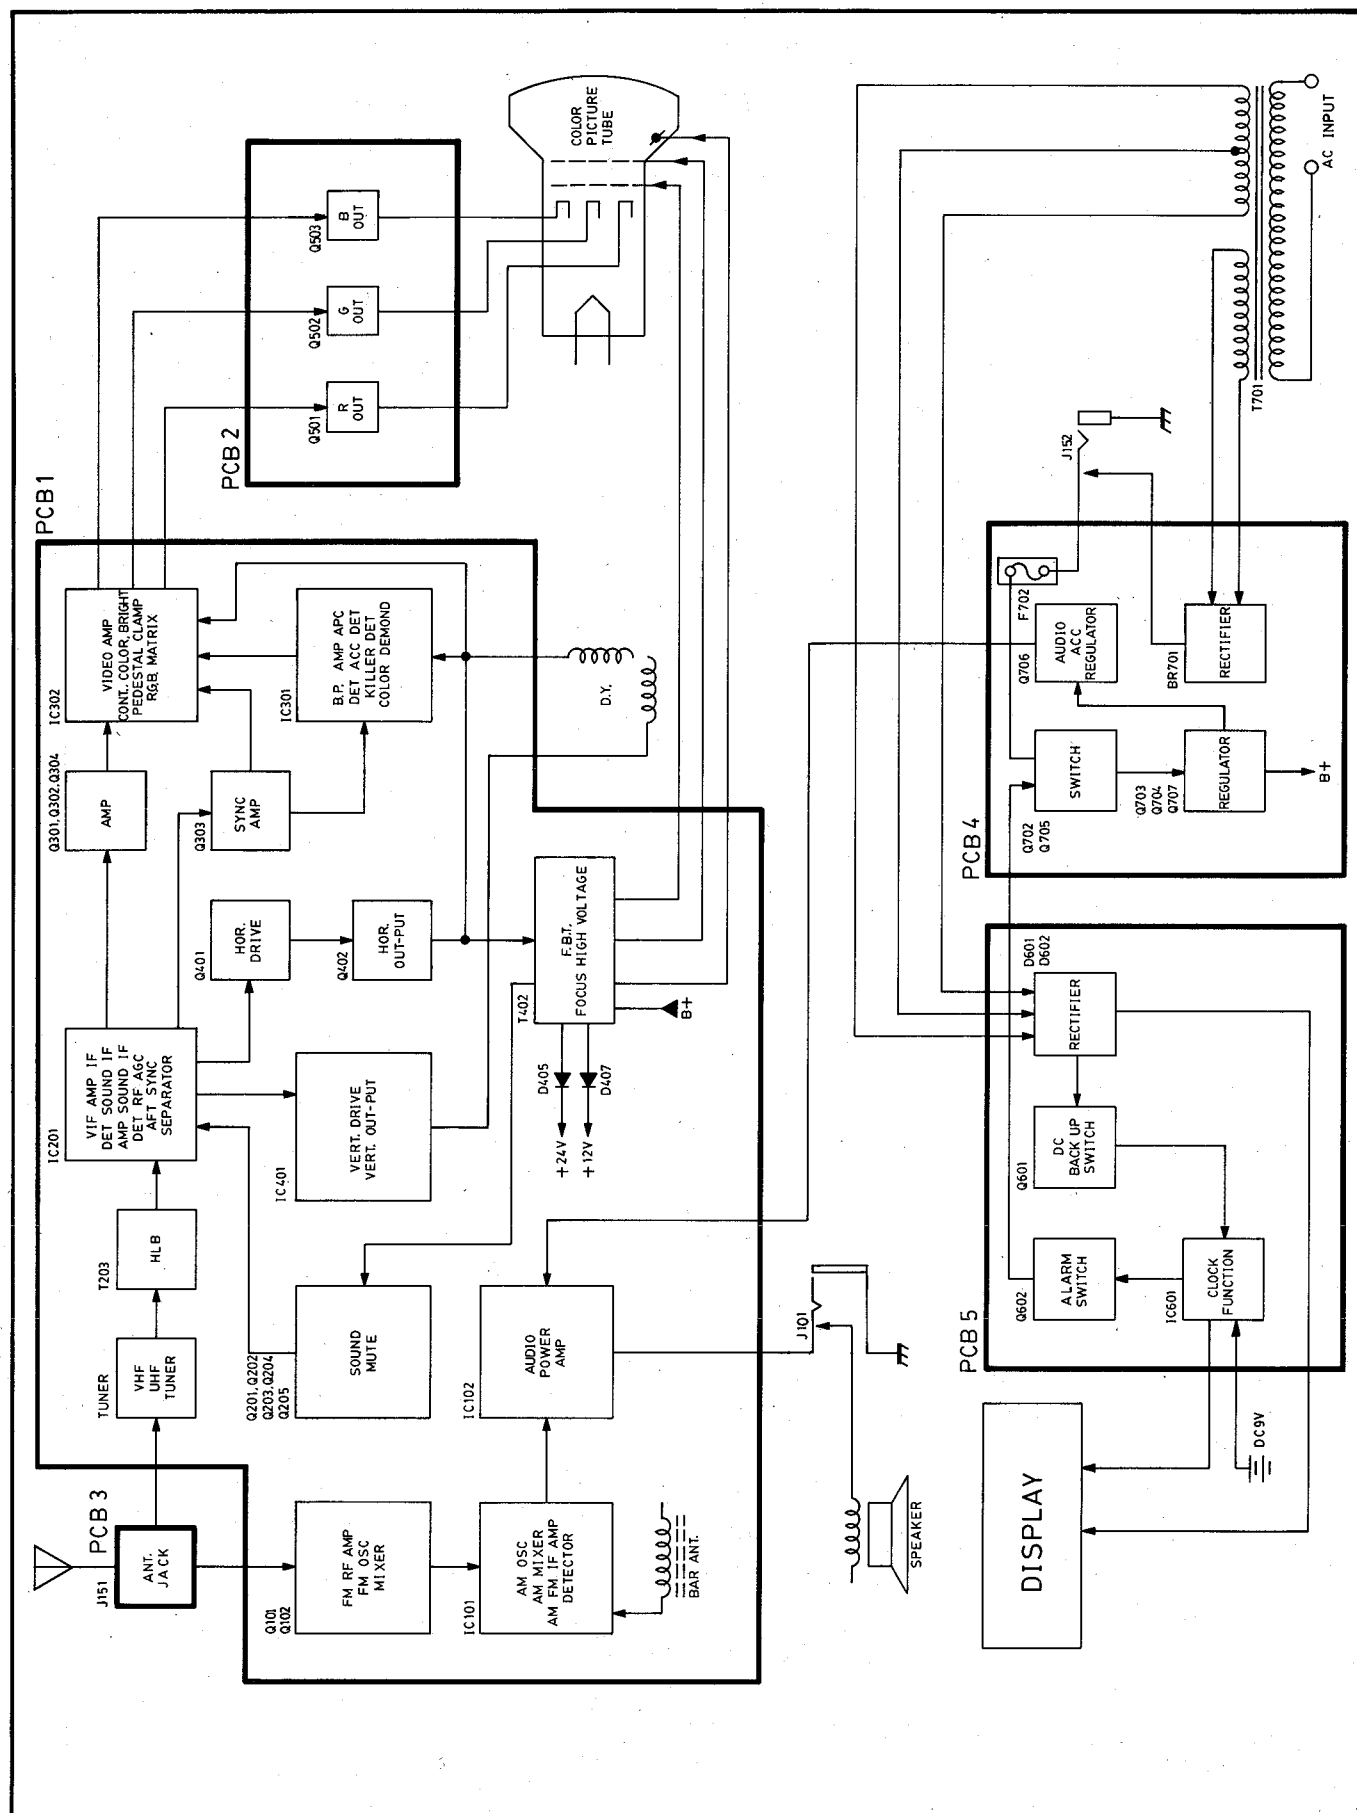 PCB 3
J151
ANT.
JACK
TUNER
VHF
UHF
TUNER
T203
HLB
IC201
VIF AMP IF
DET SOUND IF
AMP SOUND IF
DET RF AGC
AFT SYNC
SEPARATOR
Q301,Q302,Q304
AMP
IC302
VIDEO AMP
CONT. COLOR, BRIGHT
PEDESTAL CLAMP
RGB, MATRIX
PCB1
Q303
SYNC
AMP
Q401
HOR.
DRIVE
Q402
HOR.
OUT-PUT
IC301
B.P. AMP APC
DET ACC DET
KILLER DET
COLOR DEMOND
Q201,Q202
Q203,Q204
Q205
SOUND
MUTE
IC401
VERT. DRIVE
VERT. OUT-PUT
Q101
Q102
FM RF AMP
FM OSC
MIXER
IC101
AM OSC
AM MIXER
AM FM IF AMP
DETECTOR
BAR ANT.
IC102
AUDIO
POWER
AMP
T402
F.B.T.
FOCUS HIGH VOLTAGE
D405
D407
+24V
+12V
B+
D.Y.
PCB 2
Q501
R
OUT
Q502
G
OUT
Q503
B
OUT
COLOR
PICTURE
TUBE
J101
SPEAKER
DISPLAY
DC9V
PCB 5
Q602
ALARM
SWITCH
IC601
CLOCK
FUNCTION
Q601
DC
BACK UP
SWITCH
D601
D602
RECTIFIER
PCB 4
Q702
Q705
SWITCH
Q703
Q704
Q707
REGULATOR
B+
Q706
AUDIO
ACC
REGULATOR
F702
BR701
RECTIFIER
J152
T701
AC INPUT